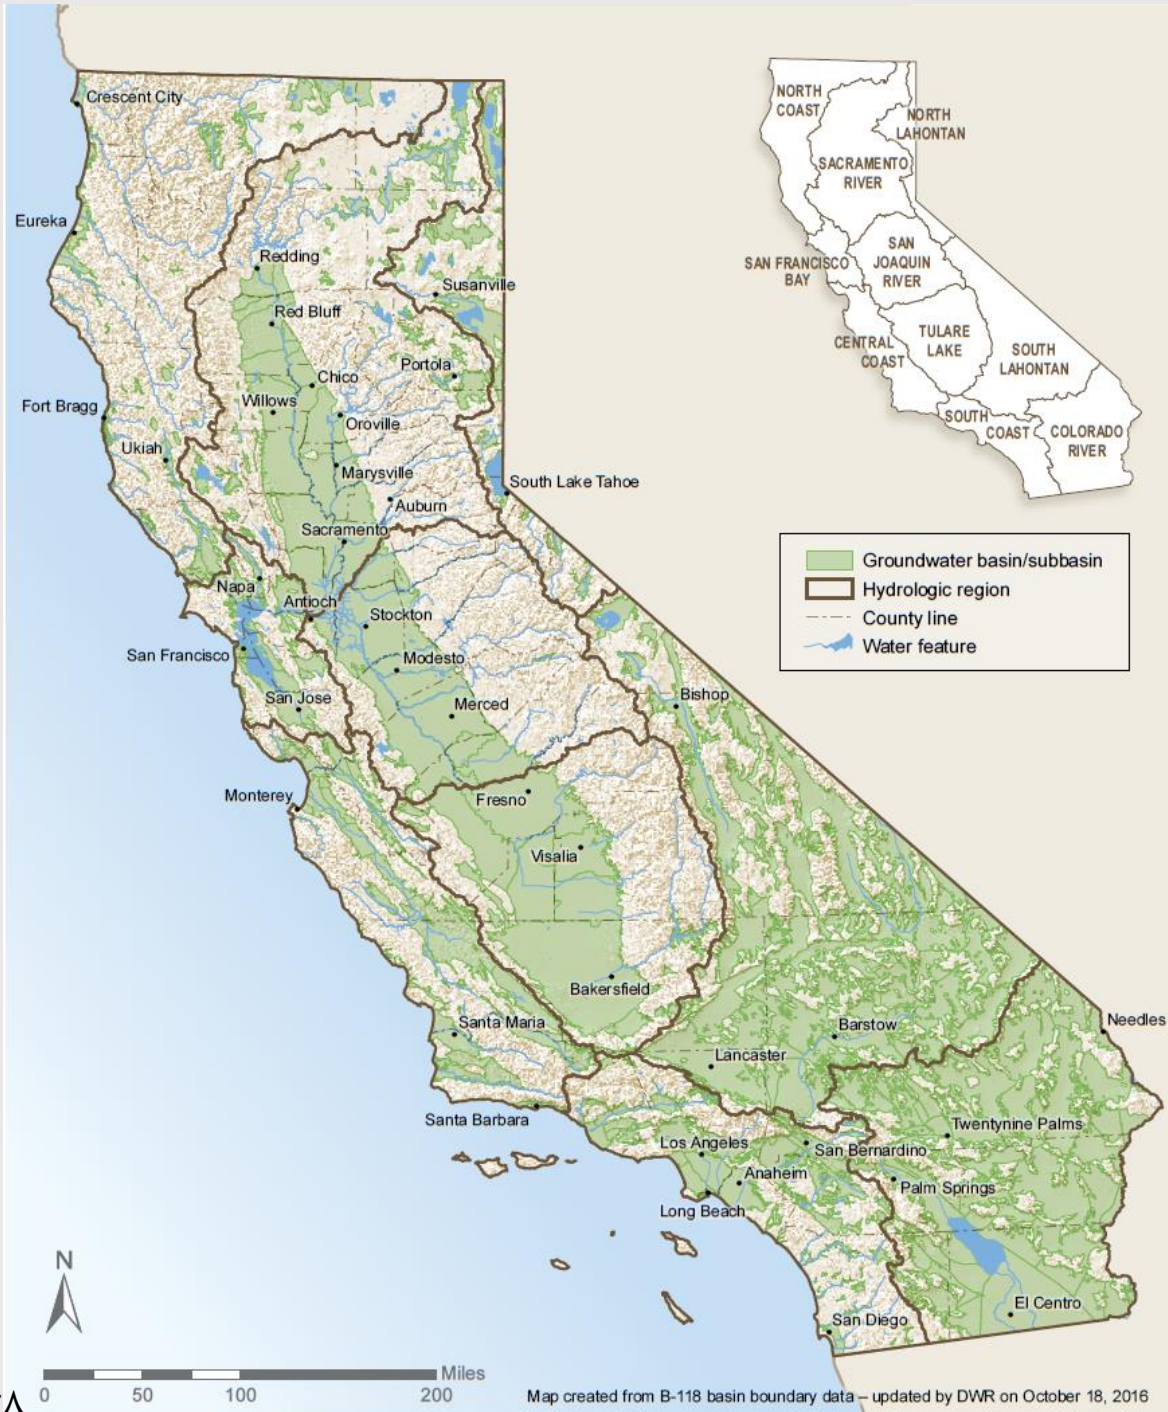 Crescent City
Eureka
Redding
Susanville
Red Bluff
Portola
Chico
Willows
Fort Bragg
Oroville
Ukiah
Marysville
South Lake Tahoe
Auburn
Sacramento
Napa
Antioch
Stockton
San Francisco
Modesto
San Jose
Merced
Bishop
Monterey
Fresno
Visalia
Bakersfield
Santa Maria
Barstow
Needles
Lancaster
Santa Barbara
Twentynine Palms
Los Angeles
San Bernardino
Anaheim
Palm Springs
Long Beach
El Centro
San Diego
NORTH
COAST
NORTH
LAHONTAN
SACRAMENTO
RIVER
SAN
JOAQUIN
RIVER
SAN FRANCISCO
BAY
CENTRAL
COAST
TULARE
LAKE
SOUTH
LAHONTAN
SOUTH
COAST
COLORADO
RIVER
Groundwater basin/subbasin
Hydrologic region
County line
Water feature
N
Miles
0 50 100 200
Map created from B-118 basin boundary data – updated by DWR on October 18, 2016